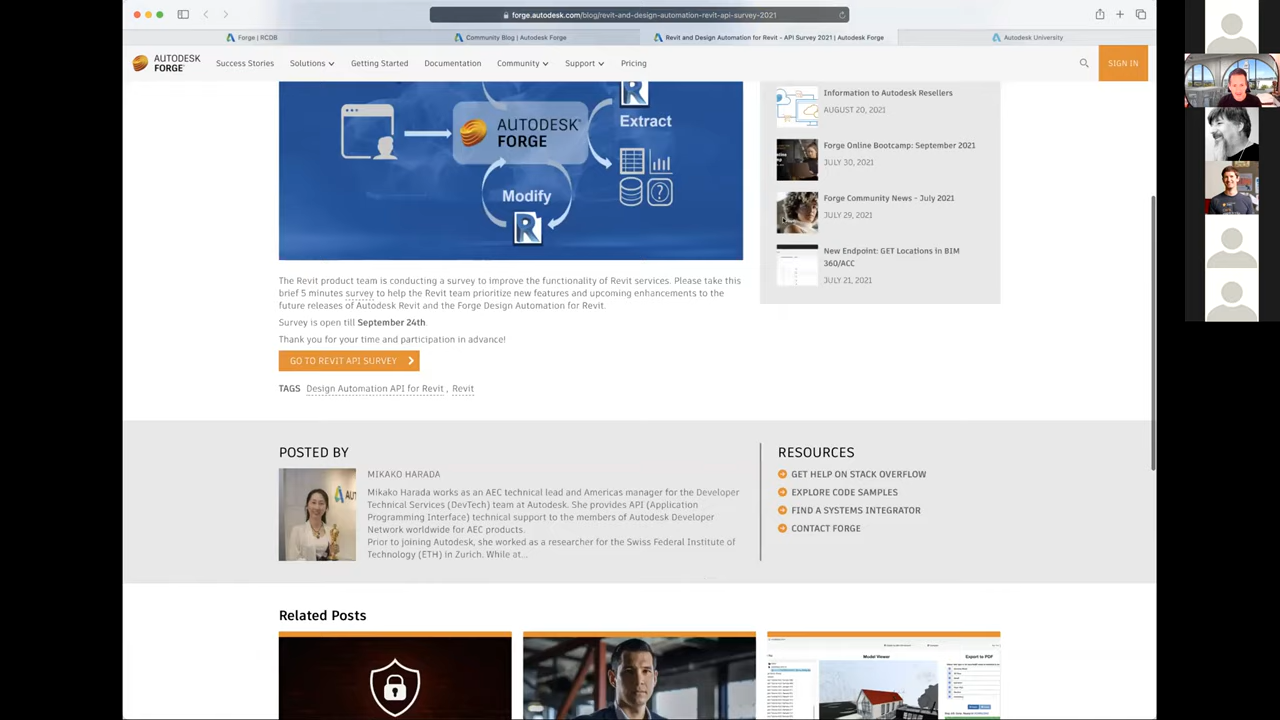 forge.autodesk.com/blog/revit-and-design-automation-revit-api-survey-2021
Forge | RCDB
Community Blog | Autodesk Forge
Revit and Design Automation for Revit - API Survey 2021 | Autodesk Forge
Autodesk University
AUTODESK
FORGE
Success Stories
Solutions
Getting Started
Documentation
Community
Support
Pricing
SIGN IN
R
Extract
AUTODESK
FORGE
Modify
R
Information to Autodesk Resellers
AUGUST 20, 2021
Forge Online Bootcamp: September 2021
JULY 30, 2021
Forge Community News - July 2021
JULY 29, 2021
New Endpoint: GET Locations in BIM
360/ACC
JULY 21, 2021
The Revit product team is conducting a survey to improve the functionality of Revit services. Please take this
brief 5 minutes survey to help the Revit team prioritize new features and upcoming enhancements to the
future releases of Autodesk Revit and the Forge Design Automation for Revit.
Survey is open till September 24th.
Thank you for your time and participation in advance!
GO TO REVIT API SURVEY
TAGS Design Automation API for Revit , Revit
POSTED BY
MIKAKO HARADA
Mikako Harada works as an AEC technical lead and Americas manager for the Developer
Technical Services (DevTech) team at Autodesk. She provides API (Application
Programming Interface) technical support to the members of Autodesk Developer
Network worldwide for AEC products.
Prior to joining Autodesk, she worked as a researcher for the Swiss Federal Institute of
Technology (ETH) in Zurich. While at...
RESOURCES
GET HELP ON STACK OVERFLOW
EXPLORE CODE SAMPLES
FIND A SYSTEMS INTEGRATOR
CONTACT FORGE
Related Posts
Model Viewer
Export to PDF